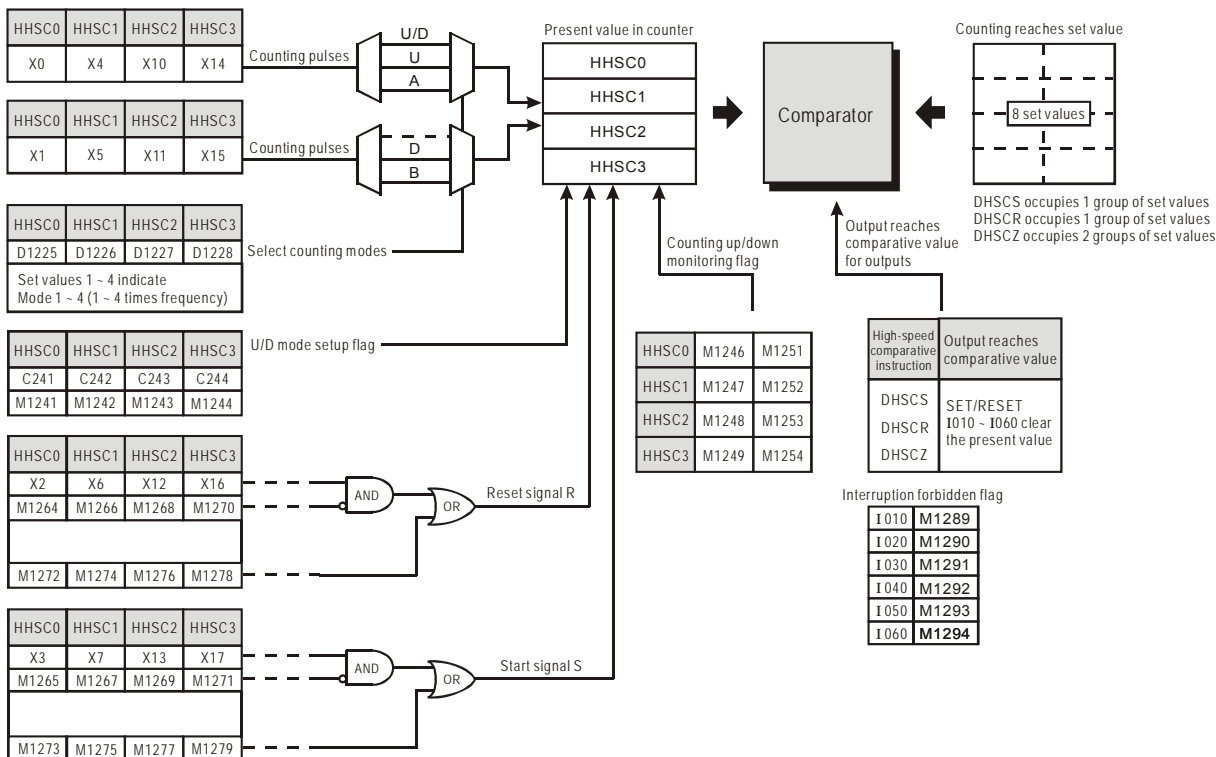 HHSC0 HHSC1 HHSC2 HHSC3
X0 X4 X10 X14
Counting pulses
U/D
U
A
HHSC0 HHSC1 HHSC2 HHSC3
X1 X5 X11 X15
Counting pulses
D
B
HHSC0 HHSC1 HHSC2 HHSC3
D1225 D1226 D1227 D1228
Set values 1 ~ 4 indicate
Mode 1 ~ 4 (1 ~ 4 times frequency)
Select counting modes
HHSC0 HHSC1 HHSC2 HHSC3
C241 C242 C243 C244
M1241 M1242 M1243 M1244
U/D mode setup flag
HHSC0 HHSC1 HHSC2 HHSC3
X2 X6 X12 X16
M1264 M1266 M1268 M1270
M1272 M1274 M1276 M1278
AND
OR
Reset signal R
HHSC0 HHSC1 HHSC2 HHSC3
X3 X7 X13 X17
M1265 M1267 M1269 M1271
M1273 M1275 M1277 M1279
AND
OR
Start signal S
Present value in counter
HHSC0
HHSC1
HHSC2
HHSC3
Comparator
Counting reaches set value
8 set values
DHSCS occupies 1 group of set values
DHSCR occupies 1 group of set values
DHSCZ occupies 2 groups of set values
Counting up/down
monitoring flag
Output reaches
comparative value
for outputs
HHSC0 M1246 M1251
HHSC1 M1247 M1252
HHSC2 M1248 M1253
HHSC3 M1249 M1254
High-speed
comparative
instruction
Output reaches
comparative value
DHSCS
DHSCR
DHSCZ
SET/RESET
I010 ~ I060 clear
the present value
Interruption forbidden flag
I010 M1289
I020 M1290
I030 M1291
I040 M1292
I050 M1293
I060 M1294